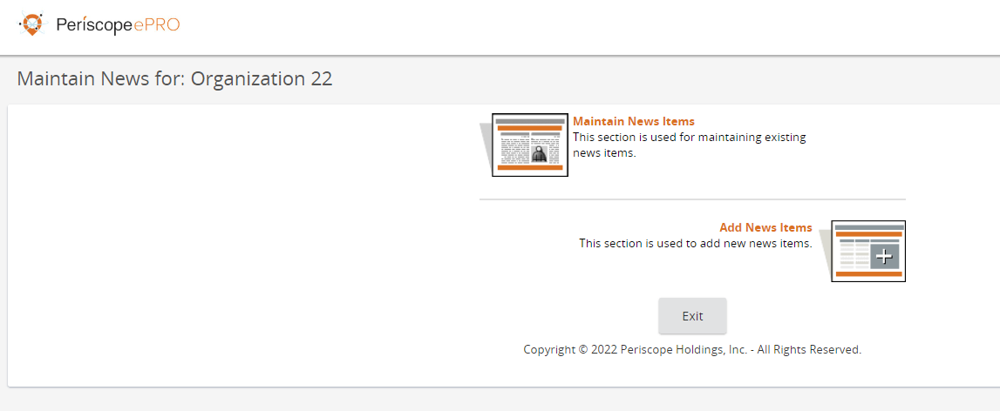 PeriscopeePRO
Maintain News for: Organization 22
Maintain News Items
This section is used for maintaining existing
news items.
Add News Items
This section is used to add new news items.
Exit
Copyright © 2022 Periscope Holdings, Inc. - All Rights Reserved.